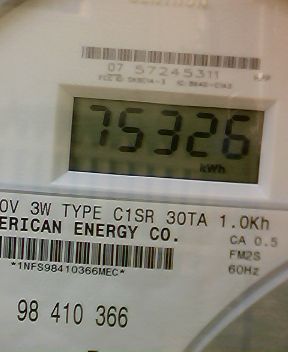 07 57245311
75326
kWh
0V 3W TYPE C1SR 30TA 1.0Kh
ERICAN ENERGY CO.
CA 0.5
FM2S
*1NFS98410366MEC*
60Hz
98 410 366